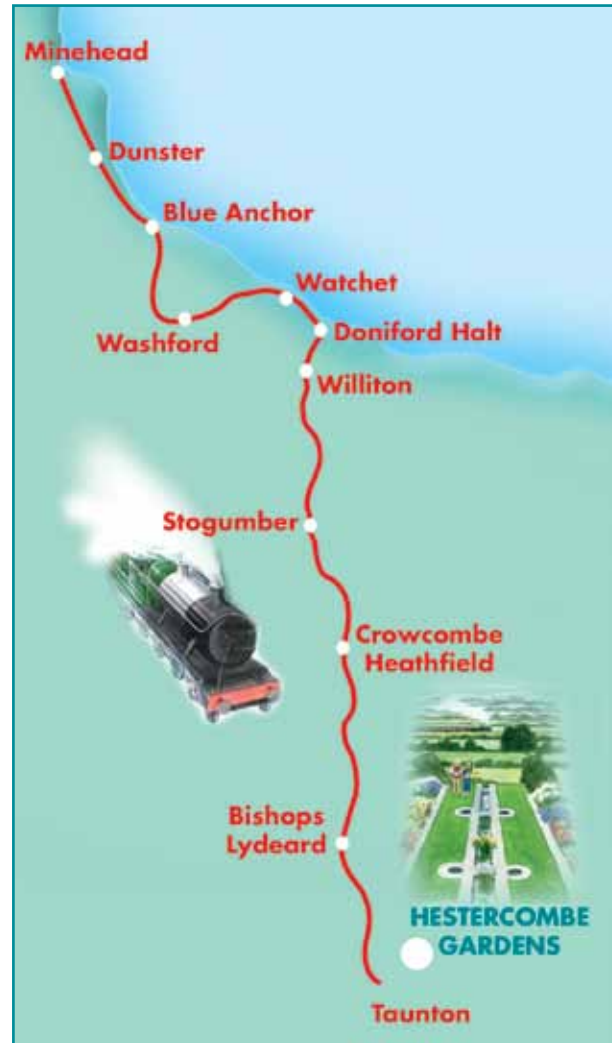 Minehead
Dunster
Blue Anchor
Watchet
Washford
Doniford Halt
Williton
Stogumber
Crowcombe
Heathfield
Bishops
Lydeard
HESTERCOMBE
GARDENS
Taunton